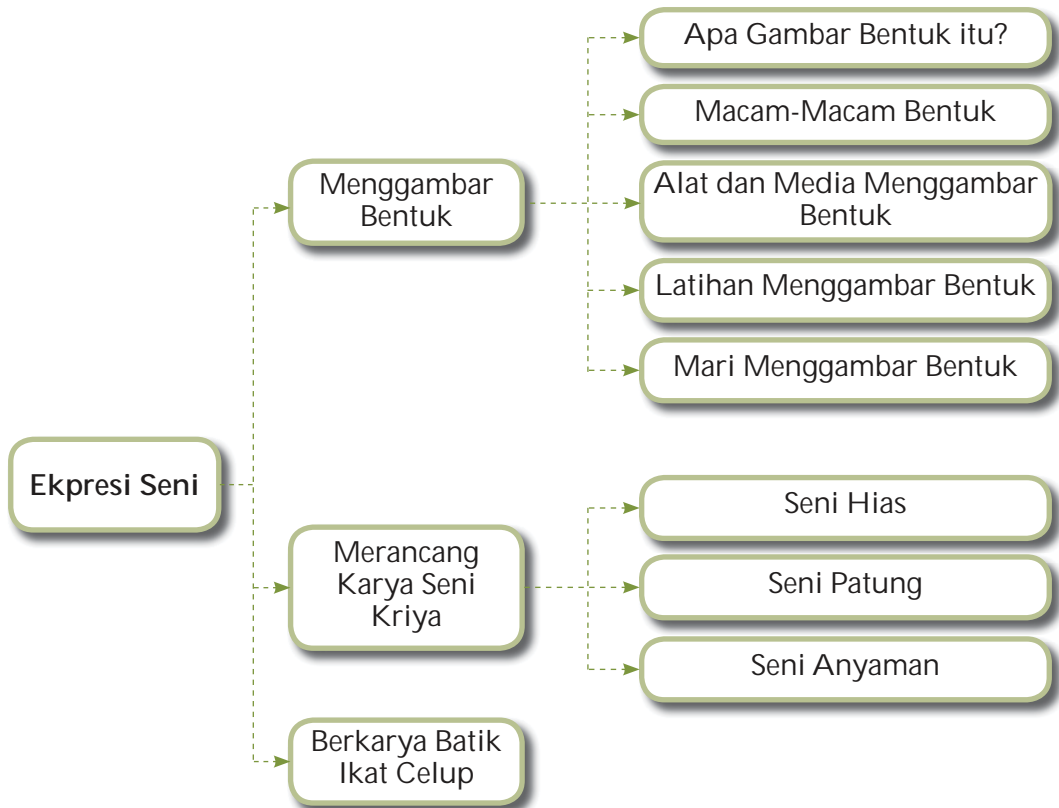 Ekpresi Seni
Menggambar
Bentuk
Apa Gambar Bentuk itu?
Macam-Macam Bentuk
Alat dan Media Menggambar
Bentuk
Latihan Menggambar Bentuk
Mari Menggambar Bentuk
Merancang
Karya Seni
Kriya
Seni Hias
Seni Patung
Seni Anyaman
Berkarya Batik
Ikat Celup